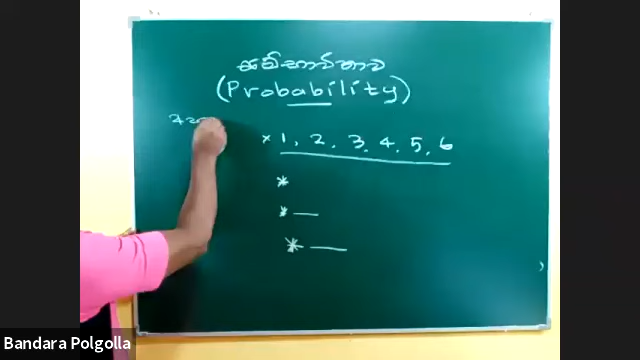 සම්භාවිතාව
(Probability)
* 1, 2, 3, 4, 5, 6
*
* —
* —
Bandara Polgolla